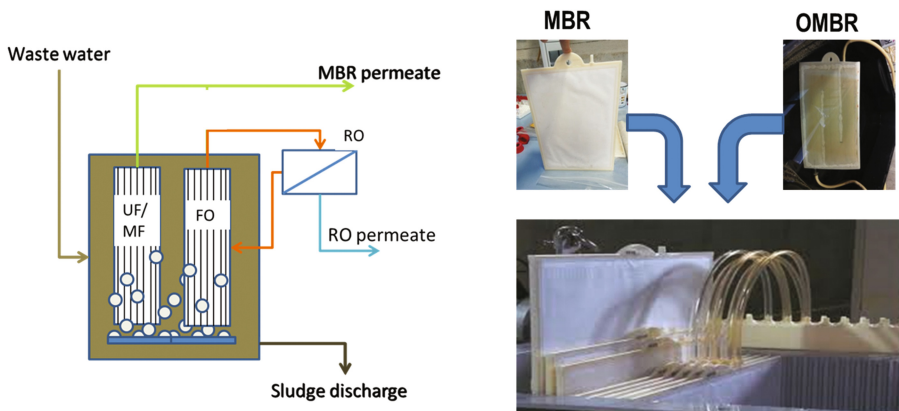 Waste water
MBR permeate
RO
UF/
MF
FO
RO permeate
Sludge discharge
MBR
OMBR